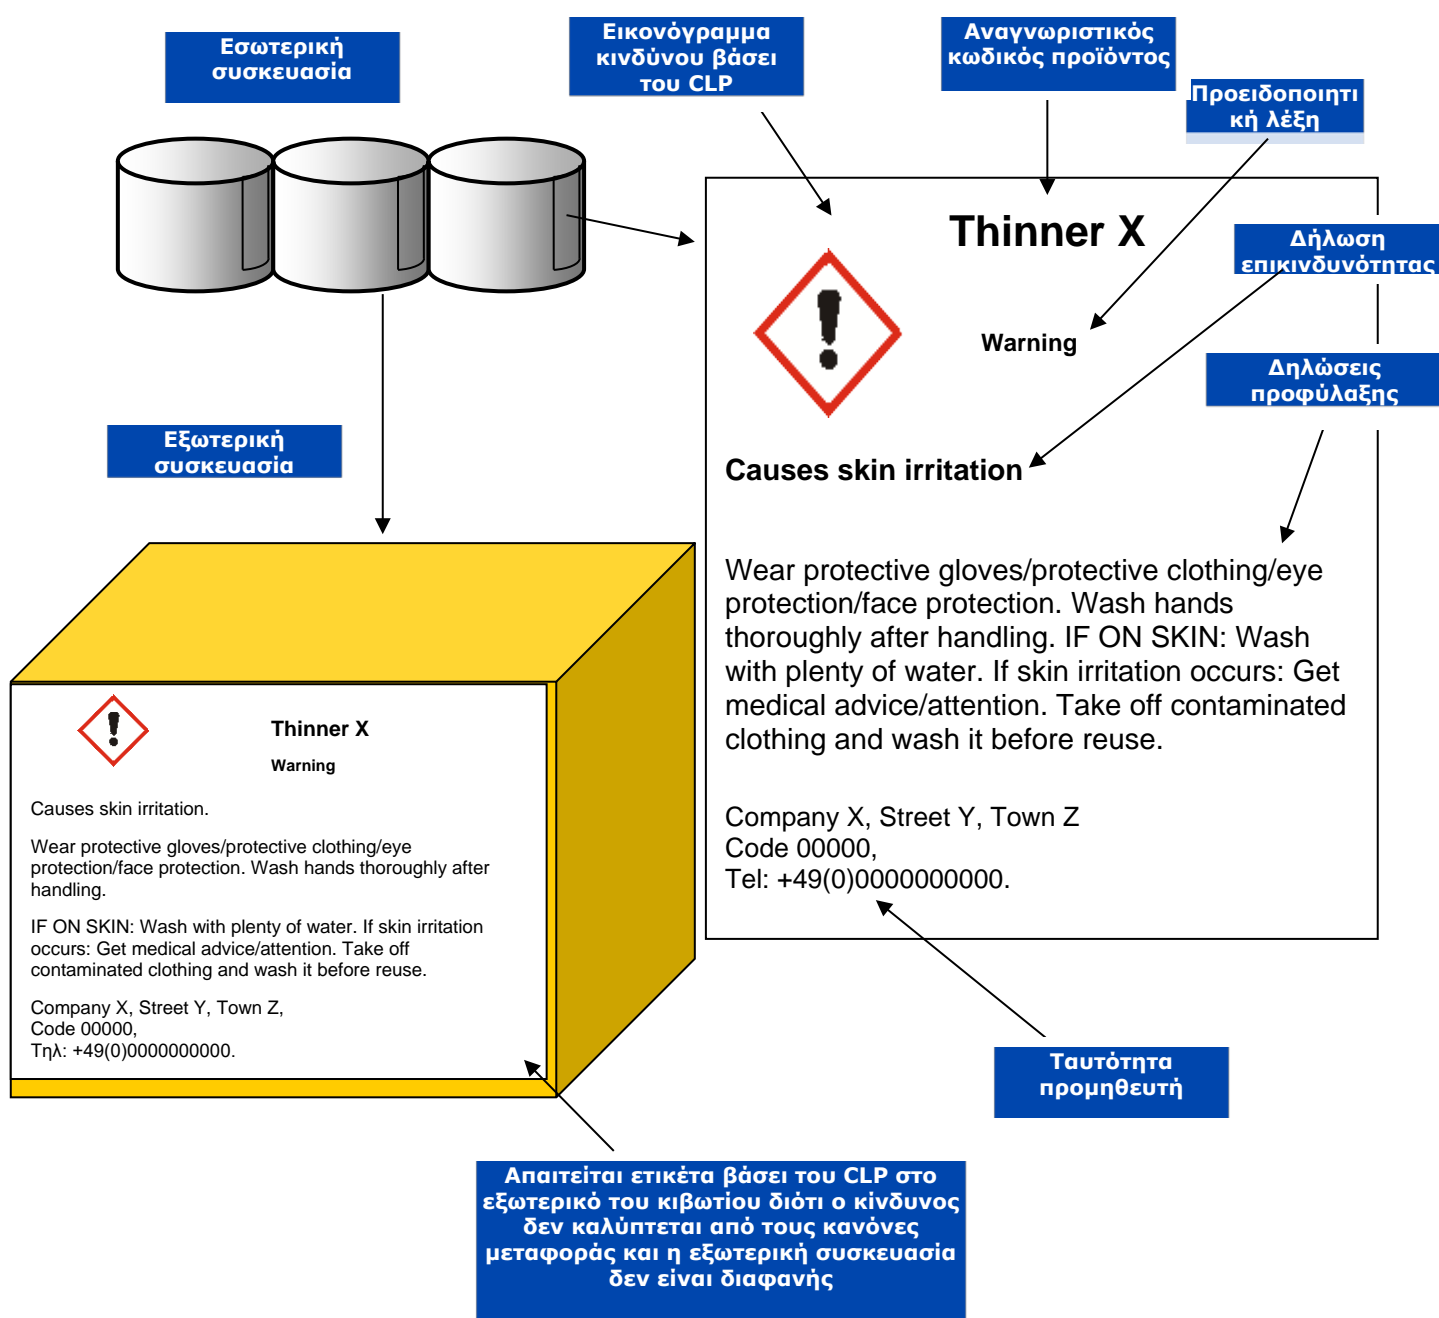 Εσωτερική
συσκευασία
Εικονόγραμμα
κινδύνου βάσει
του CLP
Αναγνωριστικός
κωδικός προϊόντος
Προειδοποιητι
κή λέξη
Thinner X
Δήλωση
επικινδυνότητας
Warning
Δηλώσεις
προφύλαξης
Εξωτερική
συσκευασία
Causes skin irritation
Wear protective gloves/protective clothing/eye
protection/face protection. Wash hands
thoroughly after handling. IF ON SKIN: Wash
with plenty of water. If skin irritation occurs: Get
medical advice/attention. Take off contaminated
clothing and wash it before reuse.
Company X, Street Y, Town Z
Code 00000,
Tel: +49(0)0000000000.
Thinner X
Warning
Causes skin irritation.
Wear protective gloves/protective clothing/eye
protection/face protection. Wash hands thoroughly after
handling.
IF ON SKIN: Wash with plenty of water. If skin irritation
occurs: Get medical advice/attention. Take off
contaminated clothing and wash it before reuse.
Company X, Street Y, Town Z,
Code 00000,
Τηλ: +49(0)0000000000.
Ταυτότητα
προμηθευτή
Απαιτείται ετικέτα βάσει του CLP στο
εξωτερικό του κιβωτίου διότι ο κίνδυνος
δεν καλύπτεται από τους κανόνες
μεταφοράς και η εξωτερική συσκευασία
δεν είναι διαφανής